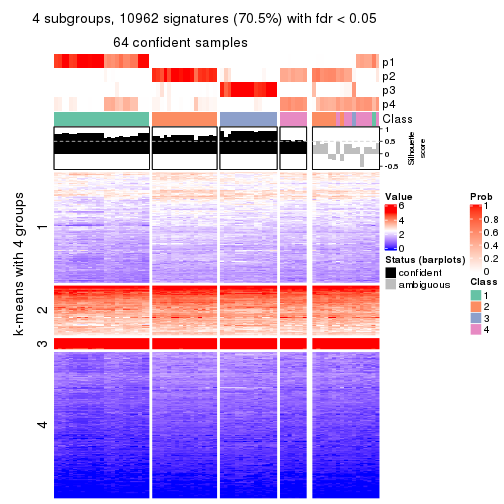 4 subgroups, 10962 signatures (70.5%) with fdr < 0.05
64 confident samples
p1
p2
p3
p4
Class
1
0.5
0
-0.5
Silhouette
score
k-means with 4 groups
1
2
3
4
Value
6
4
2
0
Status (barplots)
confident
ambiguous
Prob
1
0.8
0.6
0.4
0.2
0
Class
1
2
3
4